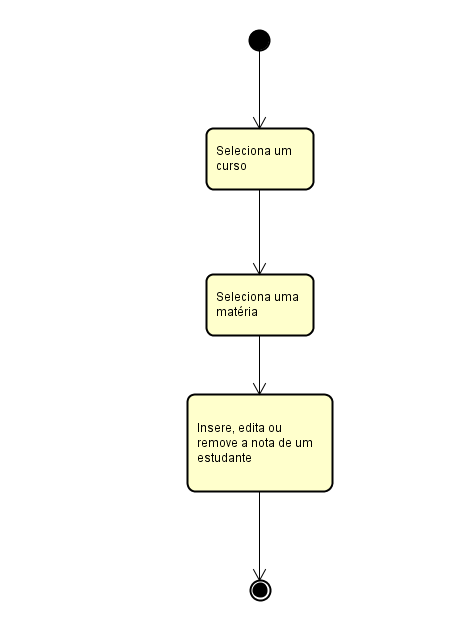 Seleciona um
curso
Seleciona uma
matéria
Insere, edita ou
remove a nota de um
estudante